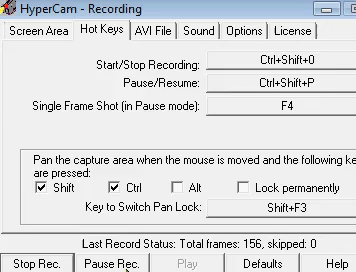 HyperCam - Recording
Screen Area Hot Keys AVI File Sound Options License
Start/Stop Recording: Ctrl+Shift+O
Pause/Resume: Ctrl+Shift+P
Single Frame Shot (in Pause mode): F4
Pan the capture area when the mouse is moved and the following ke
are pressed:
Shift Ctrl Alt Lock permanently
Key to Switch Pan Lock: Shift+F3
Last Record Status: Total frames: 156, skipped: 0
Stop Rec. Pause Rec. Play Defaults Help